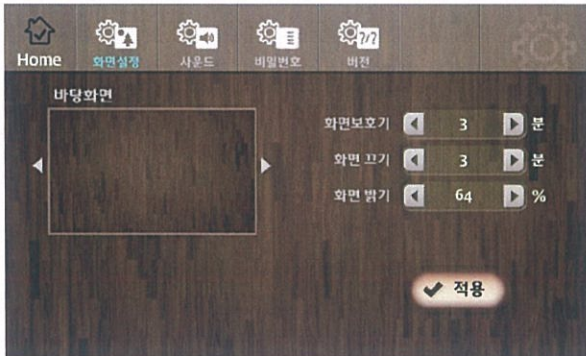 Home
화면설정
사운드
비밀번호
?/?
버전
바탕화면
화면보호기 3 분
화면 끄기 3 분
화면 밝기 64 %
적용